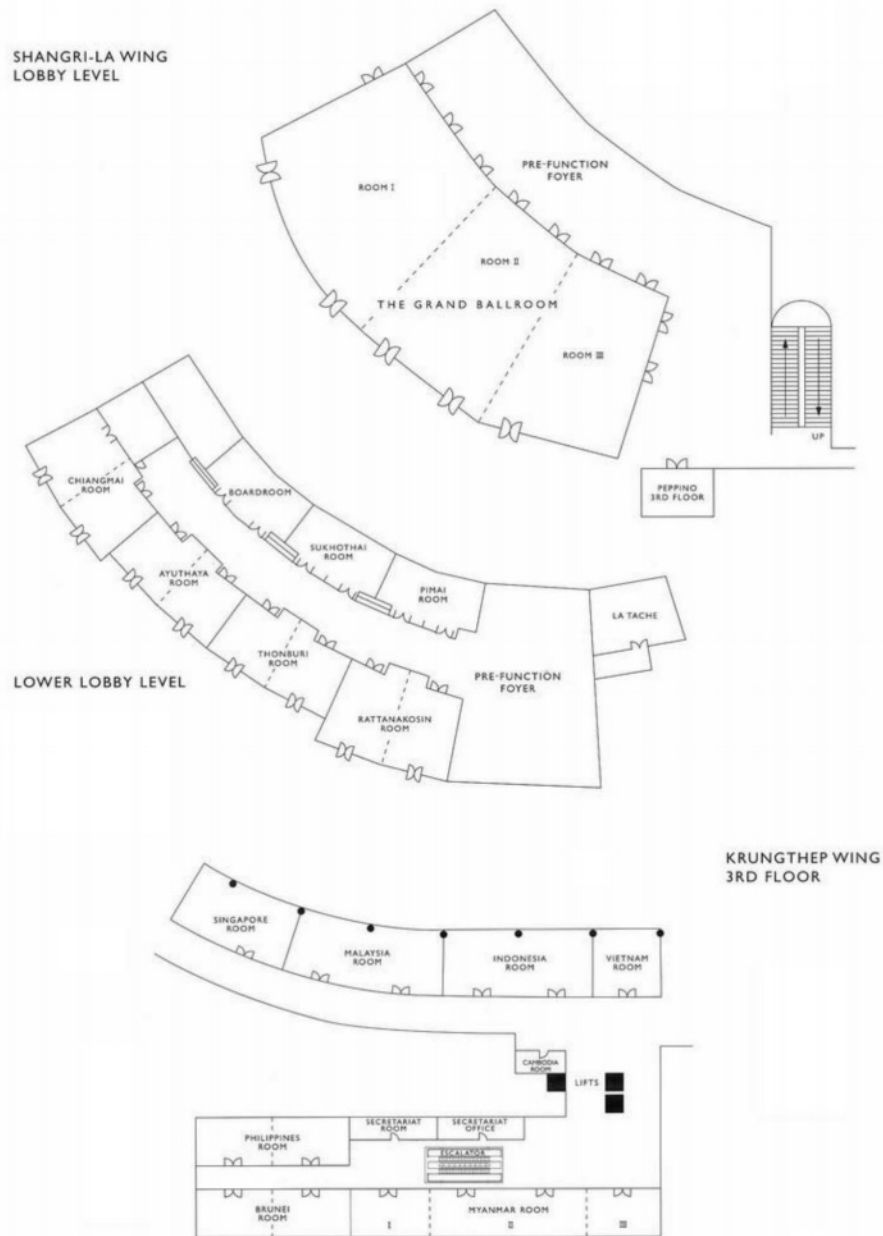 SHANGRI-LA WING
LOBBY LEVEL
PRE-FUNCTION
FOYER
ROOM I
ROOM II
THE GRAND BALLROOM
ROOM III
UP
PEPPINO
3RD FLOOR
CHIANGMAI
ROOM
BOARDROOM
SUKHOTHAI
ROOM
AYUTHAYA
ROOM
PIMAI
ROOM
LA TACHE
THONBURI
ROOM
LOWER LOBBY LEVEL
PRE-FUNCTION
FOYER
RATTANAKOSIN
ROOM
KRUNGTHEP WING
3RD FLOOR
SINGAPORE
ROOM
MALAYSIA
ROOM
INDONESIA
ROOM
VIETNAM
ROOM
CAMBODIA
ROOM
LIFTS
SECRETARIAT
ROOM
SECRETARIAT
OFFICE
PHILIPPINES
ROOM
ESCALATOR
BRUNEI
ROOM
MYANMAR ROOM
I
II
III